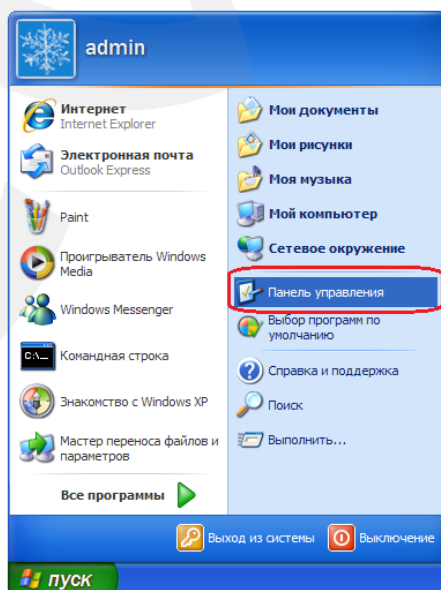 admin
Интернет
Internet Explorer
Электронная почта
Outlook Express
Paint
Проигрыватель Windows
Media
Windows Messenger
C:\_
Командная строка
Знакомство с Windows XP
Мастер переноса файлов и
параметров
Все программы
Мои документы
Мои рисунки
Моя музыка
Мой компьютер
Сетевое окружение
Панель управления
Выбор программ по
умолчанию
Справка и поддержка
Поиск
Выполнить...
Выход из системы
Выключение
пуск